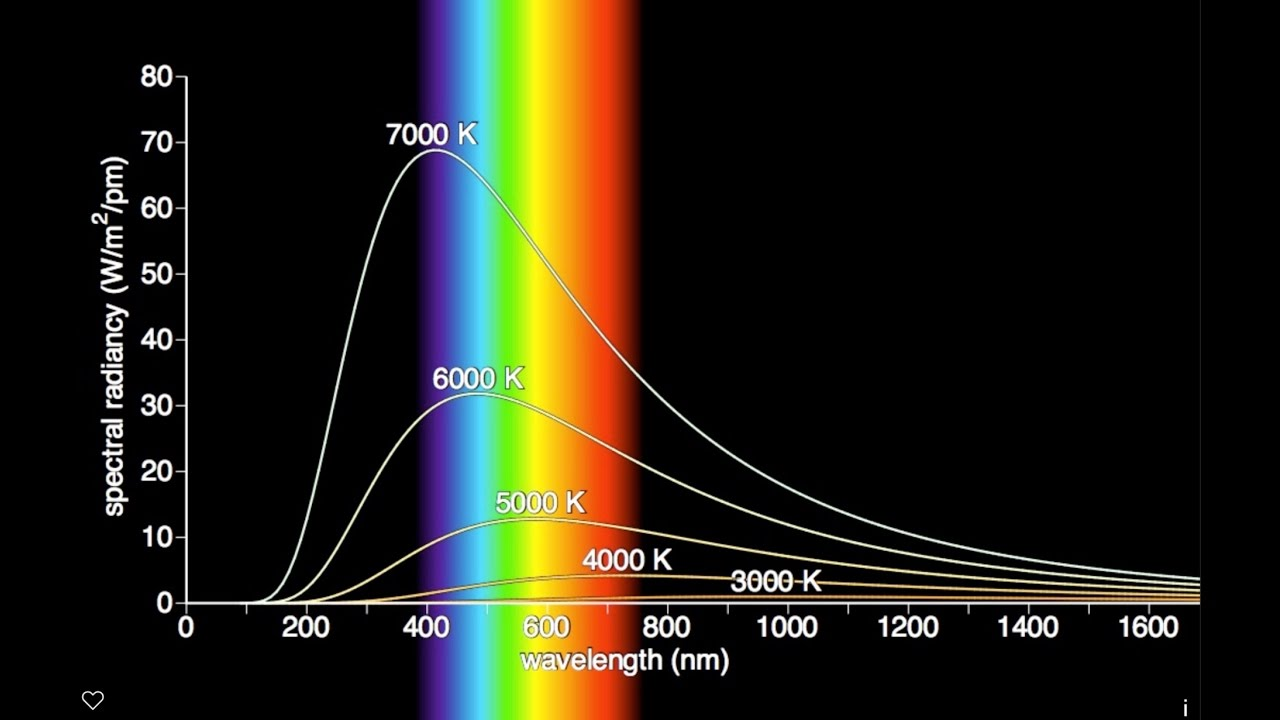 80
70
60
50
40
30
20
10
0
spectral radiancy (W/m²/pm)
7000 K
6000 K
5000 K
4000 K
3000 K
0 200 400 600 800 1000 1200 1400 1600
wavelength (nm)
i